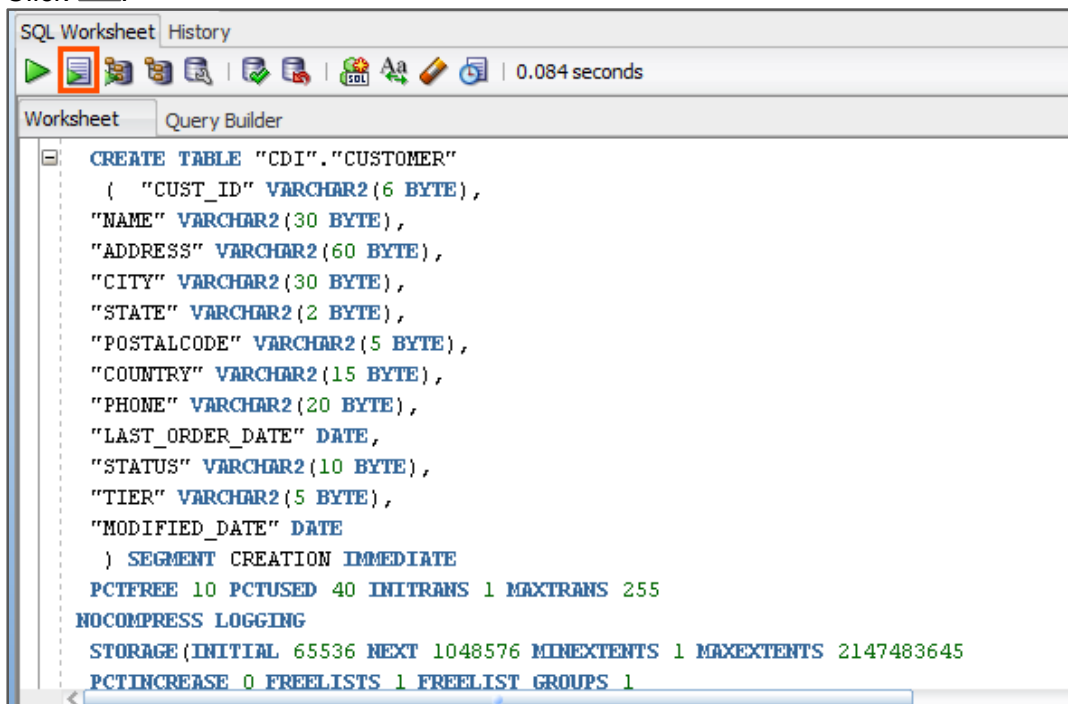 SQL Worksheet History
SQL Aa 0.084 seconds
Worksheet Query Builder
CREATE TABLE "CDI"."CUSTOMER"
( "CUST_ID" VARCHAR2(6 BYTE),
"NAME" VARCHAR2(30 BYTE),
"ADDRESS" VARCHAR2(60 BYTE),
"CITY" VARCHAR2(30 BYTE),
"STATE" VARCHAR2(2 BYTE),
"POSTALCODE" VARCHAR2(5 BYTE),
"COUNTRY" VARCHAR2(15 BYTE),
"PHONE" VARCHAR2(20 BYTE),
"LAST_ORDER_DATE" DATE,
"STATUS" VARCHAR2(10 BYTE),
"TIER" VARCHAR2(5 BYTE),
"MODIFIED_DATE" DATE
) SEGMENT CREATION IMMEDIATE
PCTFREE 10 PCTUSED 40 INITRANS 1 MAXTRANS 255
NOCOMPRESS LOGGING
STORAGE(INITIAL 65536 NEXT 1048576 MINEXTENTS 1 MAXEXTENTS 2147483645
PCTINCREASE 0 FREELISTS 1 FREELIST GROUPS 1